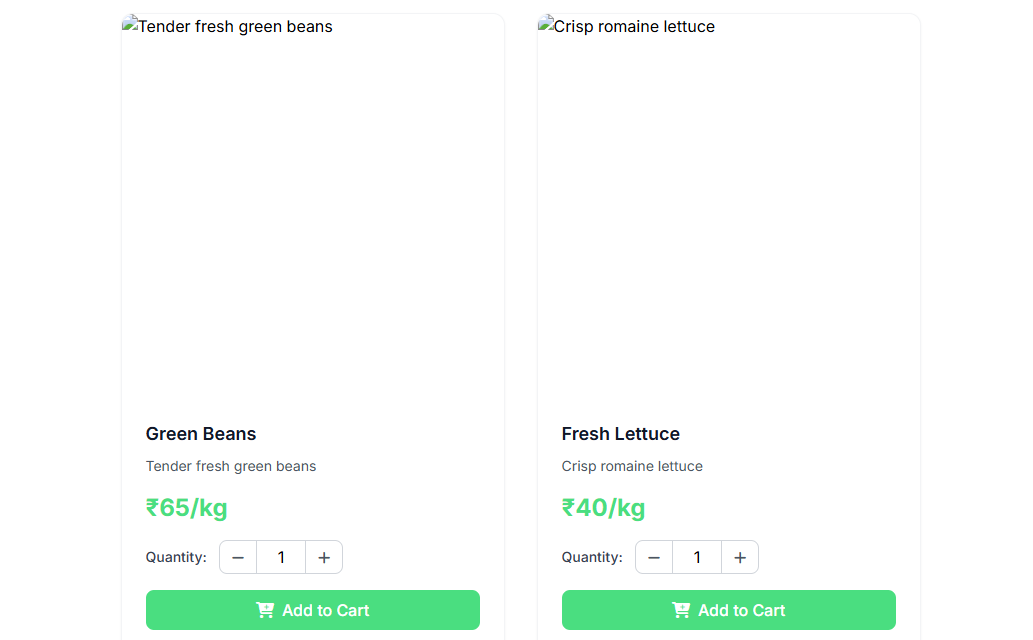 Tender fresh green beans
Green Beans
Tender fresh green beans
₹65/kg
Quantity: − 1 +
Add to Cart
Crisp romaine lettuce
Fresh Lettuce
Crisp romaine lettuce
₹40/kg
Quantity: − 1 +
Add to Cart